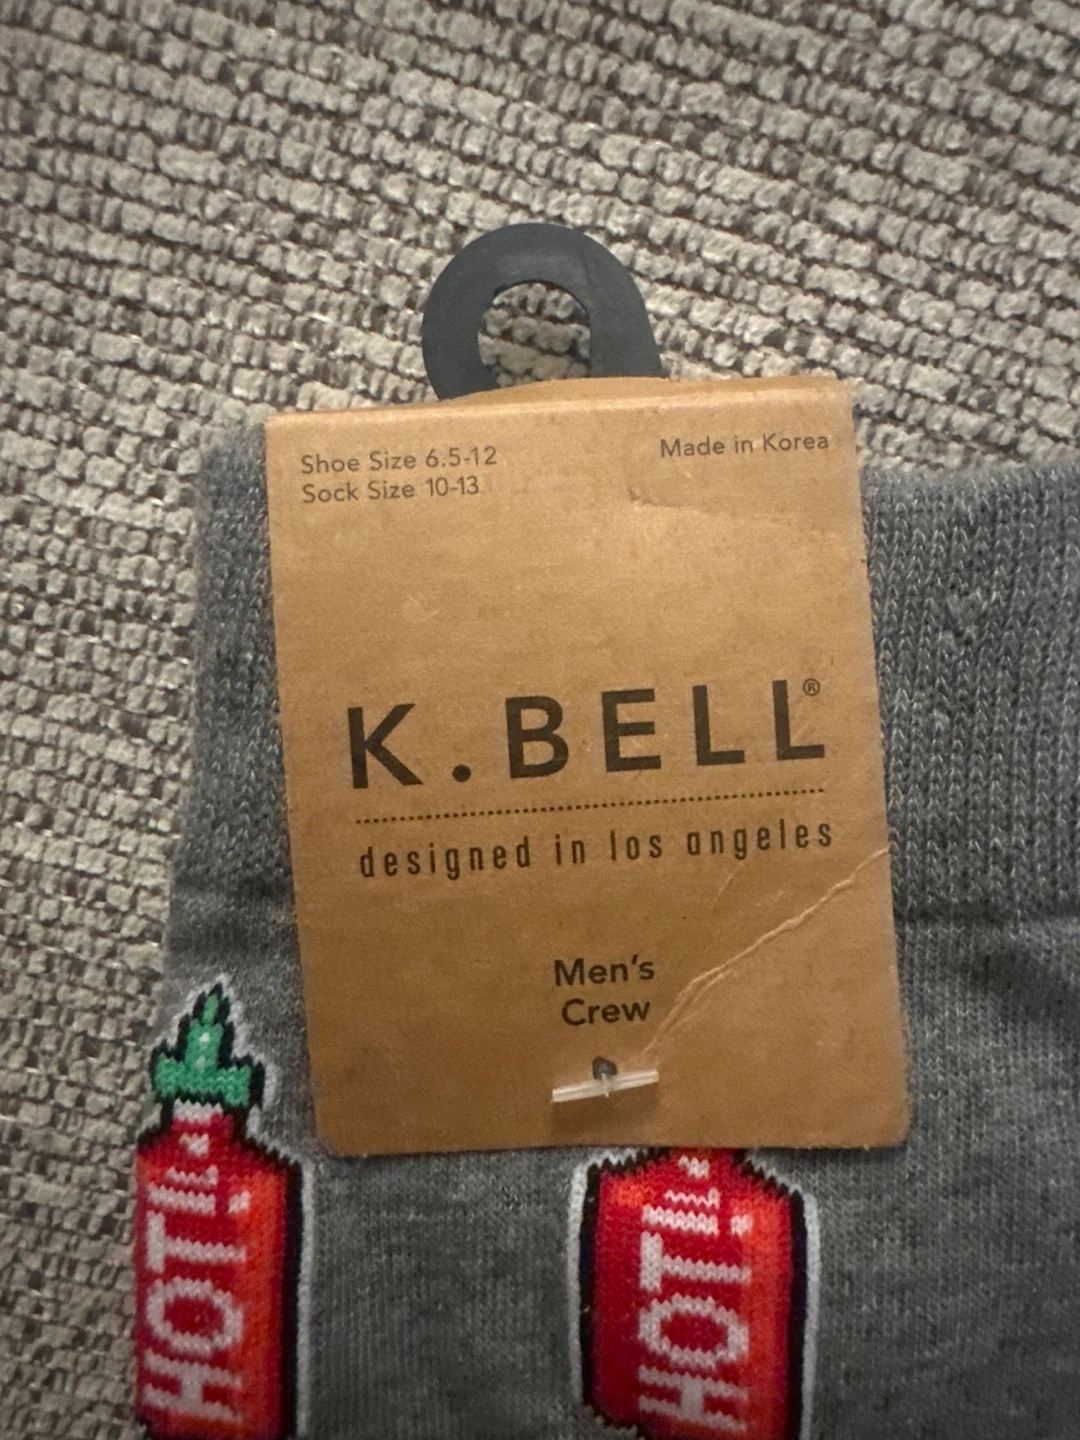 Shoe Size 6.5-12
Sock Size 10-13
Made in Korea
K.BELL®
designed in los angeles
Men's
Crew
HOT!
HOT!